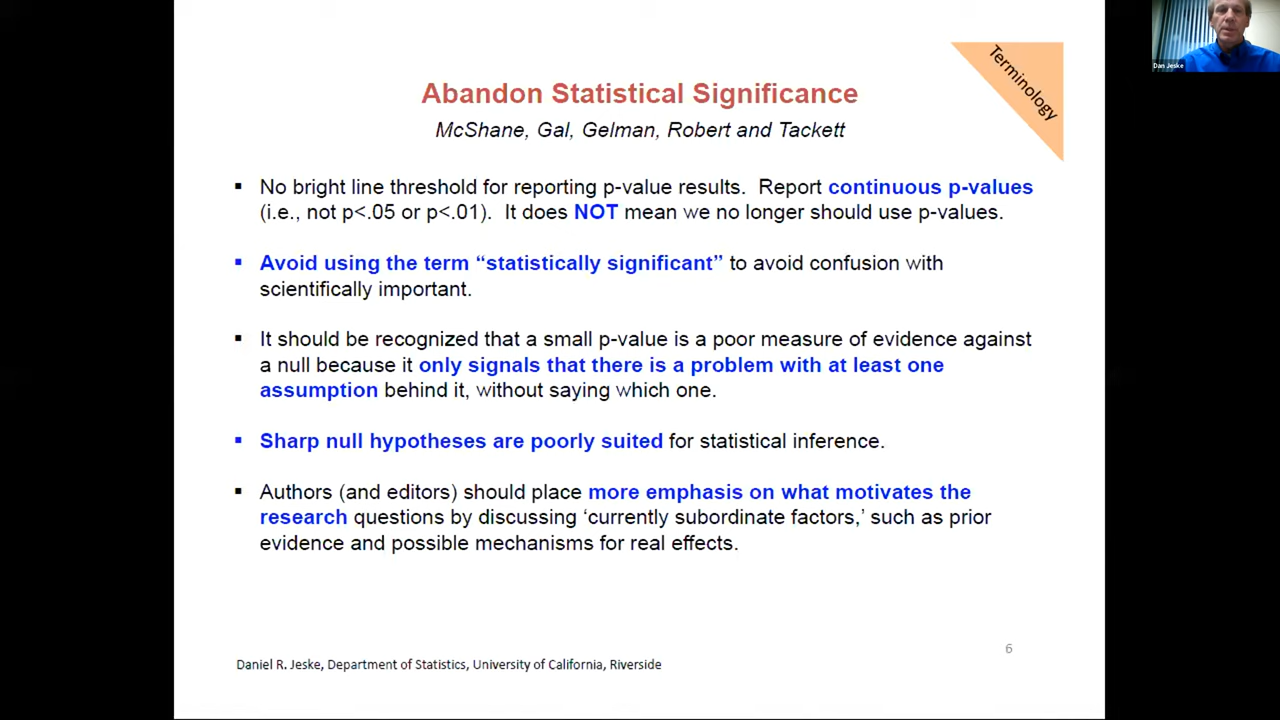 Terminology
Dan Jeske
Abandon Statistical Significance
McShane, Gal, Gelman, Robert and Tackett
▪ No bright line threshold for reporting p-value results.  Report continuous p-values
(i.e., not p<.05 or p<.01).  It does NOT mean we no longer should use p-values.
▪ Avoid using the term “statistically significant” to avoid confusion with
scientifically important.
▪ It should be recognized that a small p-value is a poor measure of evidence against
a null because it only signals that there is a problem with at least one
assumption behind it, without saying which one.
▪ Sharp null hypotheses are poorly suited for statistical inference.
▪ Authors (and editors) should place more emphasis on what motivates the
research questions by discussing ‘currently subordinate factors,’ such as prior
evidence and possible mechanisms for real effects.
6
Daniel R. Jeske, Department of Statistics, University of California, Riverside